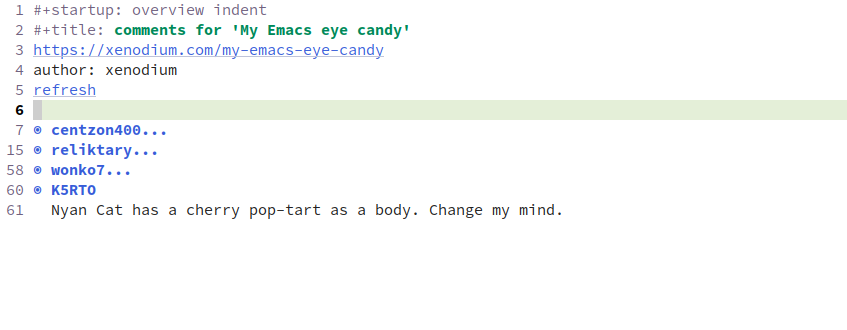 1 #+startup: overview indent
2 #+title: comments for 'My Emacs eye candy'
3 https://xenodium.com/my-emacs-eye-candy
4 author: xenodium
5 refresh
6
7 ◉ centzon400...
15 ◉ reliktary...
58 ◉ wonko7...
60 ◉ K5RTO
61 Nyan Cat has a cherry pop-tart as a body. Change my mind.